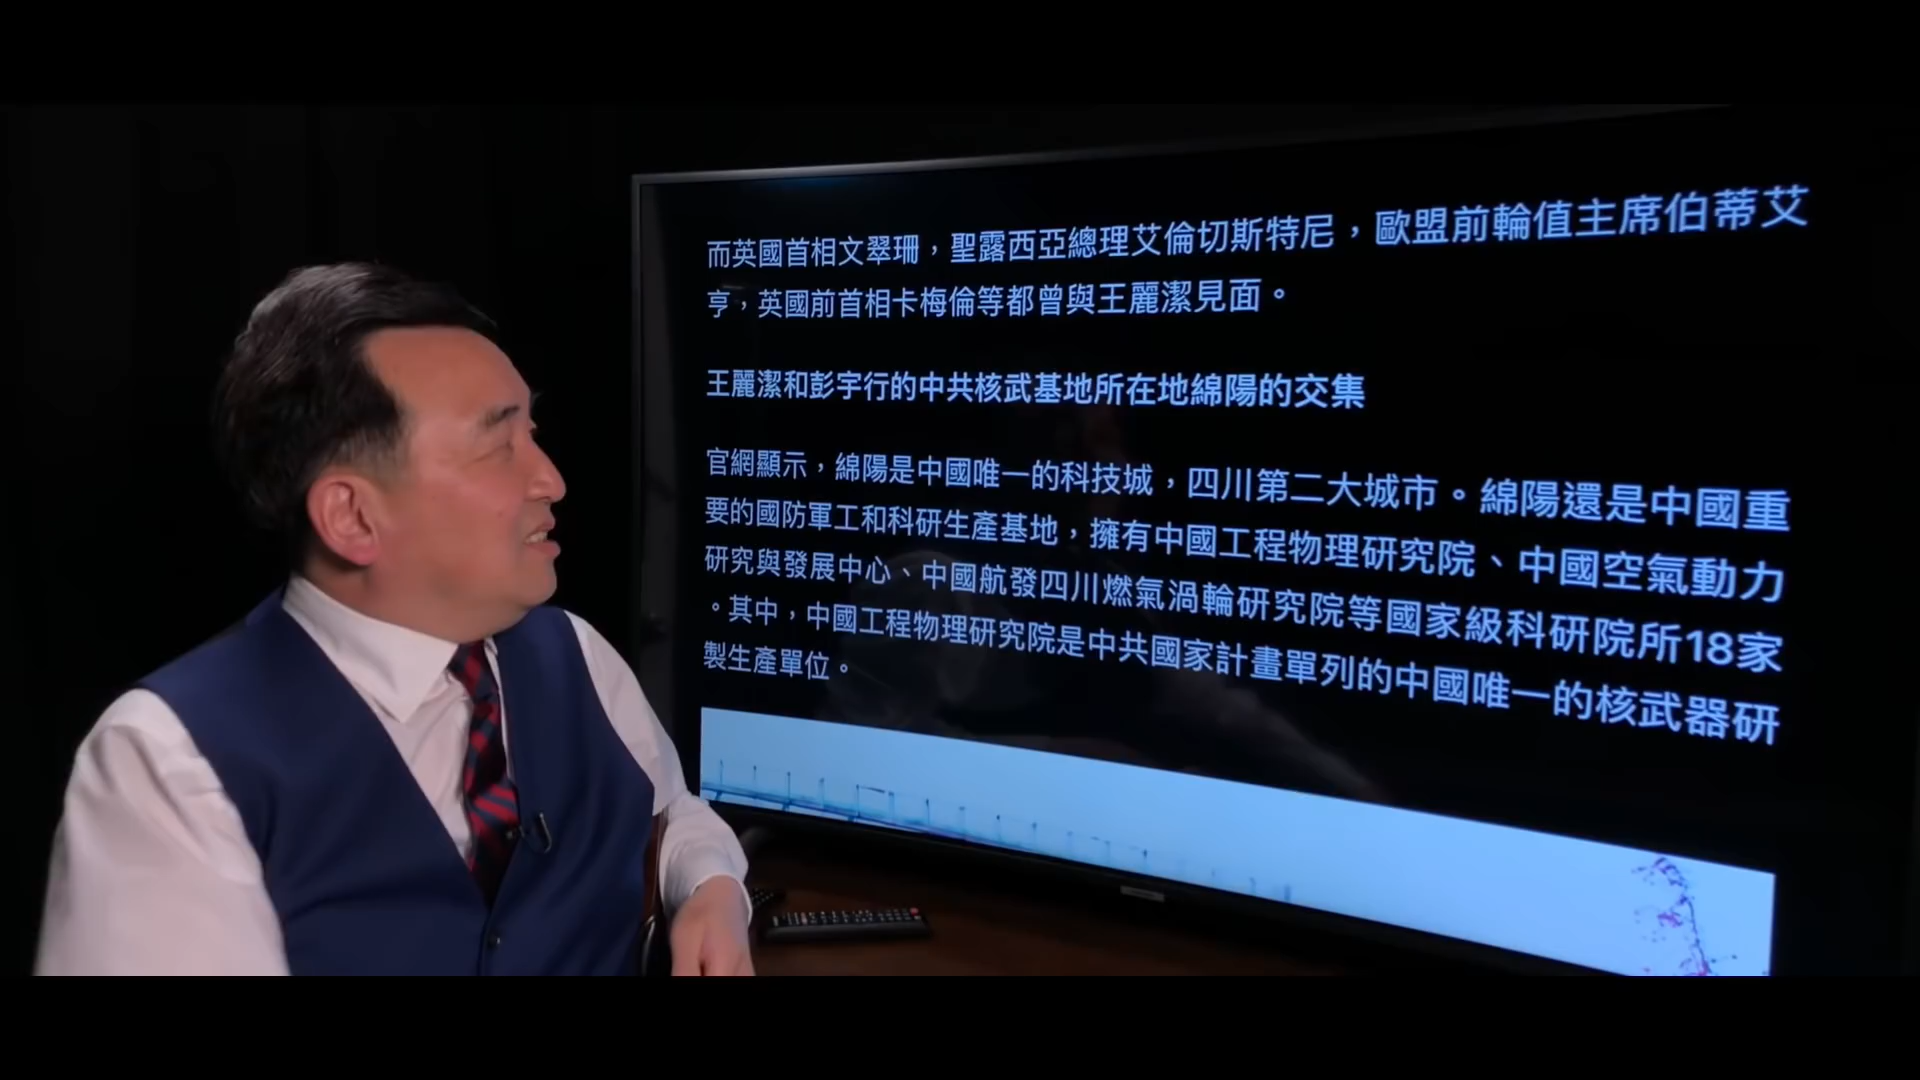 而英國首相文翠珊，聖露西亞總理艾倫切斯特尼，歐盟前輪值主席伯蒂艾
亨，英國前首相卡梅倫等都曾與王麗潔見面。
王麗潔和彭宇行的中共核武基地所在地綿陽的交集
官網顯示，綿陽是中國唯一的科技城，四川第二大城市。綿陽還是中國重
要的國防軍工和科研生產基地，擁有中國工程物理研究院、中國空氣動力
研究與發展中心、中國航發四川燃氣渦輪研究院等國家級科研院所18家
。其中，中國工程物理研究院是中共國家計畫單列的中國唯一的核武器研
製生產單位。